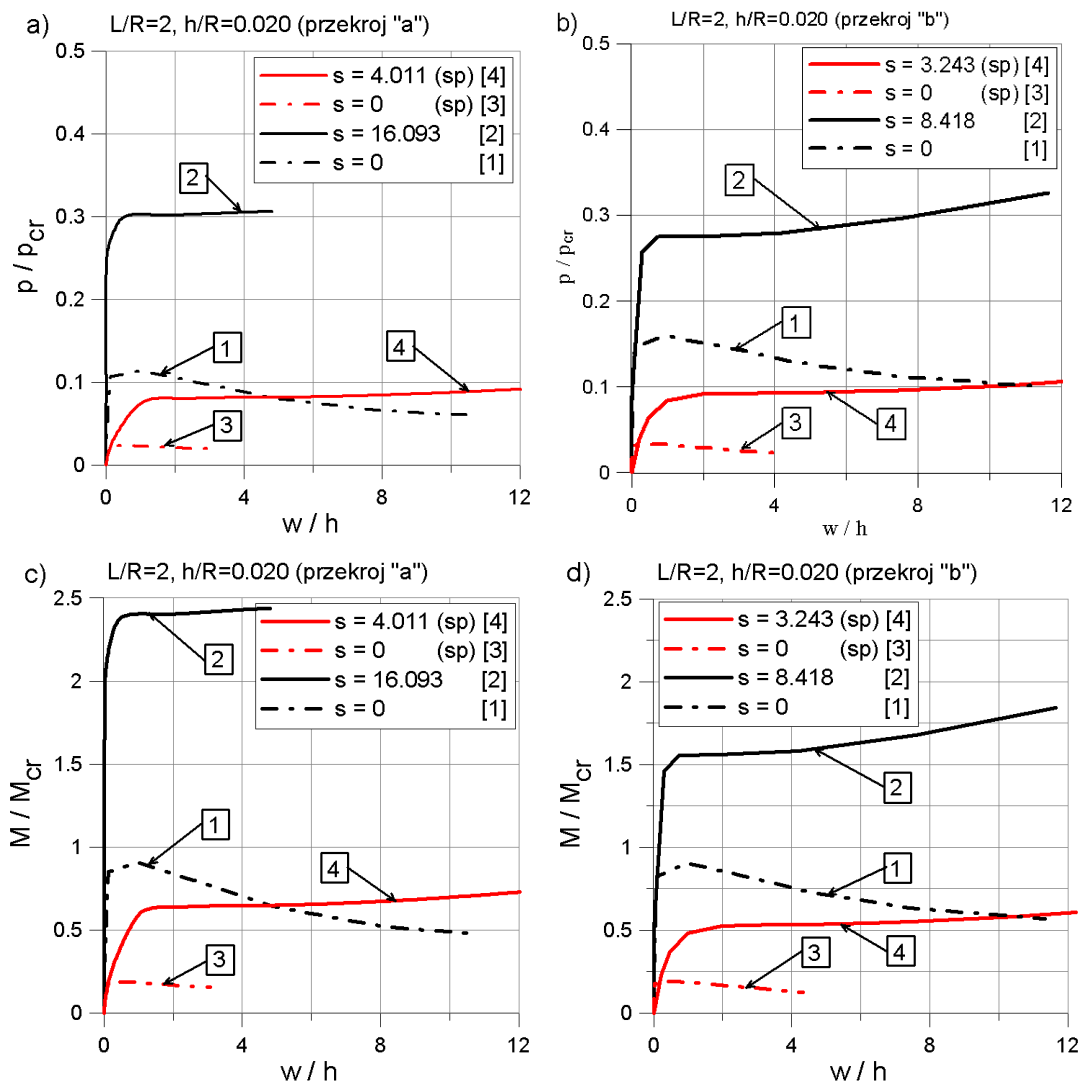 a)
L/R=2, h/R=0.020 (przekroj "a")
0.5
0.4
0.3
0.2
0.1
0
p / pcr
s = 4.011 (sp) [4]
s = 0 (sp) [3]
s = 16.093 [2]
s = 0 [1]
2
1
4
3
0 4 8 12
w / h
b)
L/R=2, h/R=0.020 (przekroj "b")
0.5
0.4
0.3
0.2
0.1
0
p / pcr
s = 3.243 (sp) [4]
s = 0 (sp) [3]
s = 8.418 [2]
s = 0 [1]
2
1
3
4
0 4 8 12
w / h
c)
L/R=2, h/R=0.020 (przekroj "a")
2.5
2
1.5
1
0.5
0
M / Mcr
s = 4.011 (sp) [4]
s = 0 (sp) [3]
s = 16.093 [2]
s = 0 [1]
2
1
4
3
0 4 8 12
w / h
d)
L/R=2, h/R=0.020 (przekroj "b")
2.5
2
1.5
1
0.5
0
M / Mcr
s = 3.243 (sp) [4]
s = 0 (sp) [3]
s = 8.418 [2]
s = 0 [1]
2
1
4
3
0 4 8 12
w / h